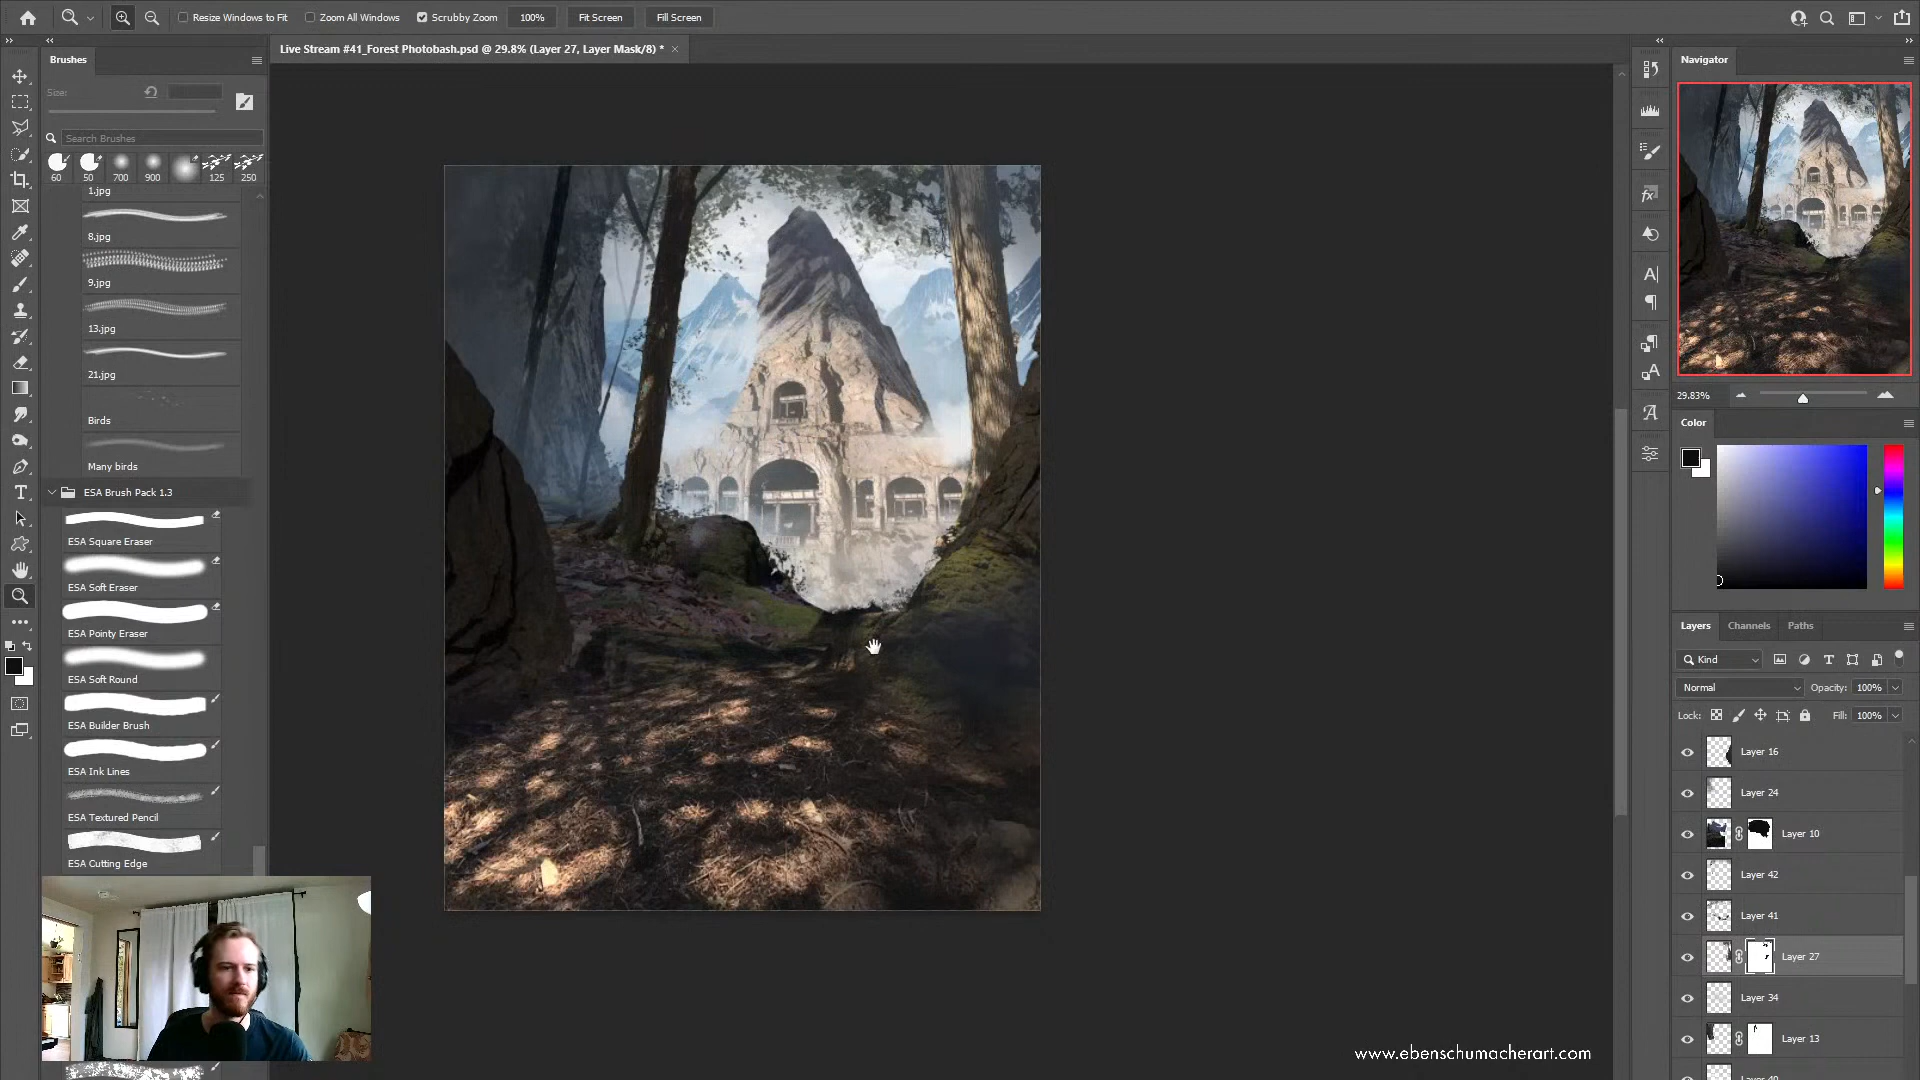 Resize Windows to Fit
Zoom All Windows
Scrubby Zoom
100%
Fit Screen
Fill Screen
Brushes
Live Stream #41_Forest Photobash.psd @ 29.8% (Layer 27, Layer Mask/8) *
Navigator
Size:
Search Brushes
60
50
700
900
125
250
1.jpg
8.jpg
9.jpg
13.jpg
21.jpg
Birds
Many birds
ESA Brush Pack 1.3
ESA Square Eraser
ESA Soft Eraser
ESA Pointy Eraser
ESA Soft Round
ESA Builder Brush
ESA Ink Lines
ESA Textured Pencil
ESA Cutting Edge
29.83%
Color
Layers
Channels
Paths
Kind
Normal
Opacity:
100%
Lock:
Fill:
100%
Layer 16
Layer 24
Layer 10
Layer 42
Layer 41
Layer 27
Layer 34
Layer 13
www.ebenschumacherart.com